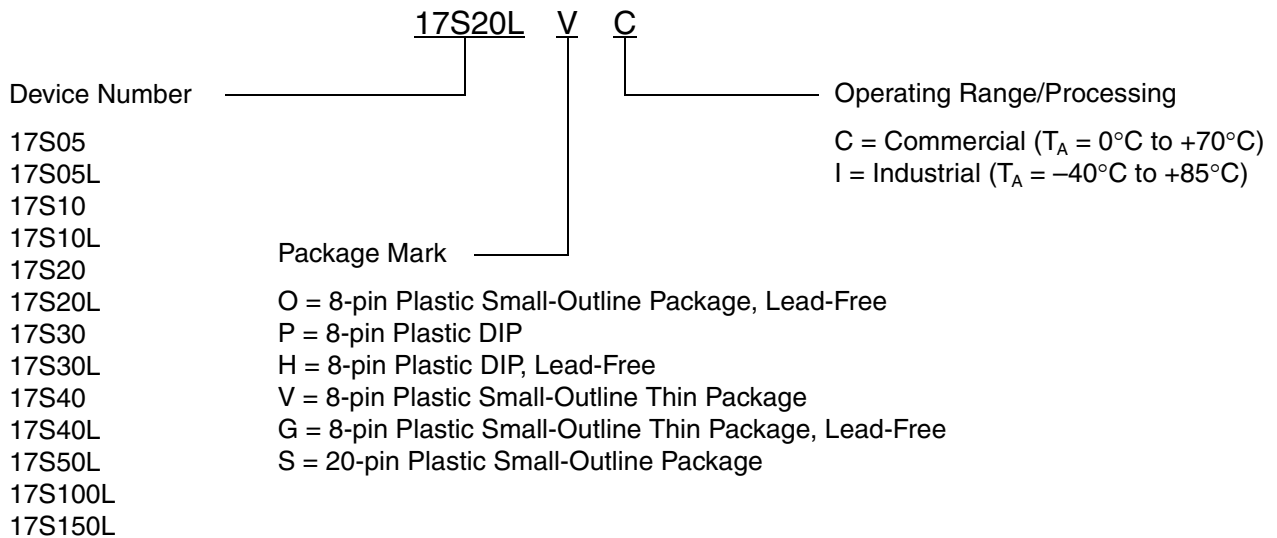 17S20L V C
Device Number
17S05
17S05L
17S10
17S10L
17S20
17S20L
17S30
17S30L
17S40
17S40L
17S50L
17S100L
17S150L
Package Mark
O = 8-pin Plastic Small-Outline Package, Lead-Free
P = 8-pin Plastic DIP
H = 8-pin Plastic DIP, Lead-Free
V = 8-pin Plastic Small-Outline Thin Package
G = 8-pin Plastic Small-Outline Thin Package, Lead-Free
S = 20-pin Plastic Small-Outline Package
Operating Range/Processing
C = Commercial (TA = 0°C to +70°C)
I = Industrial (TA = –40°C to +85°C)